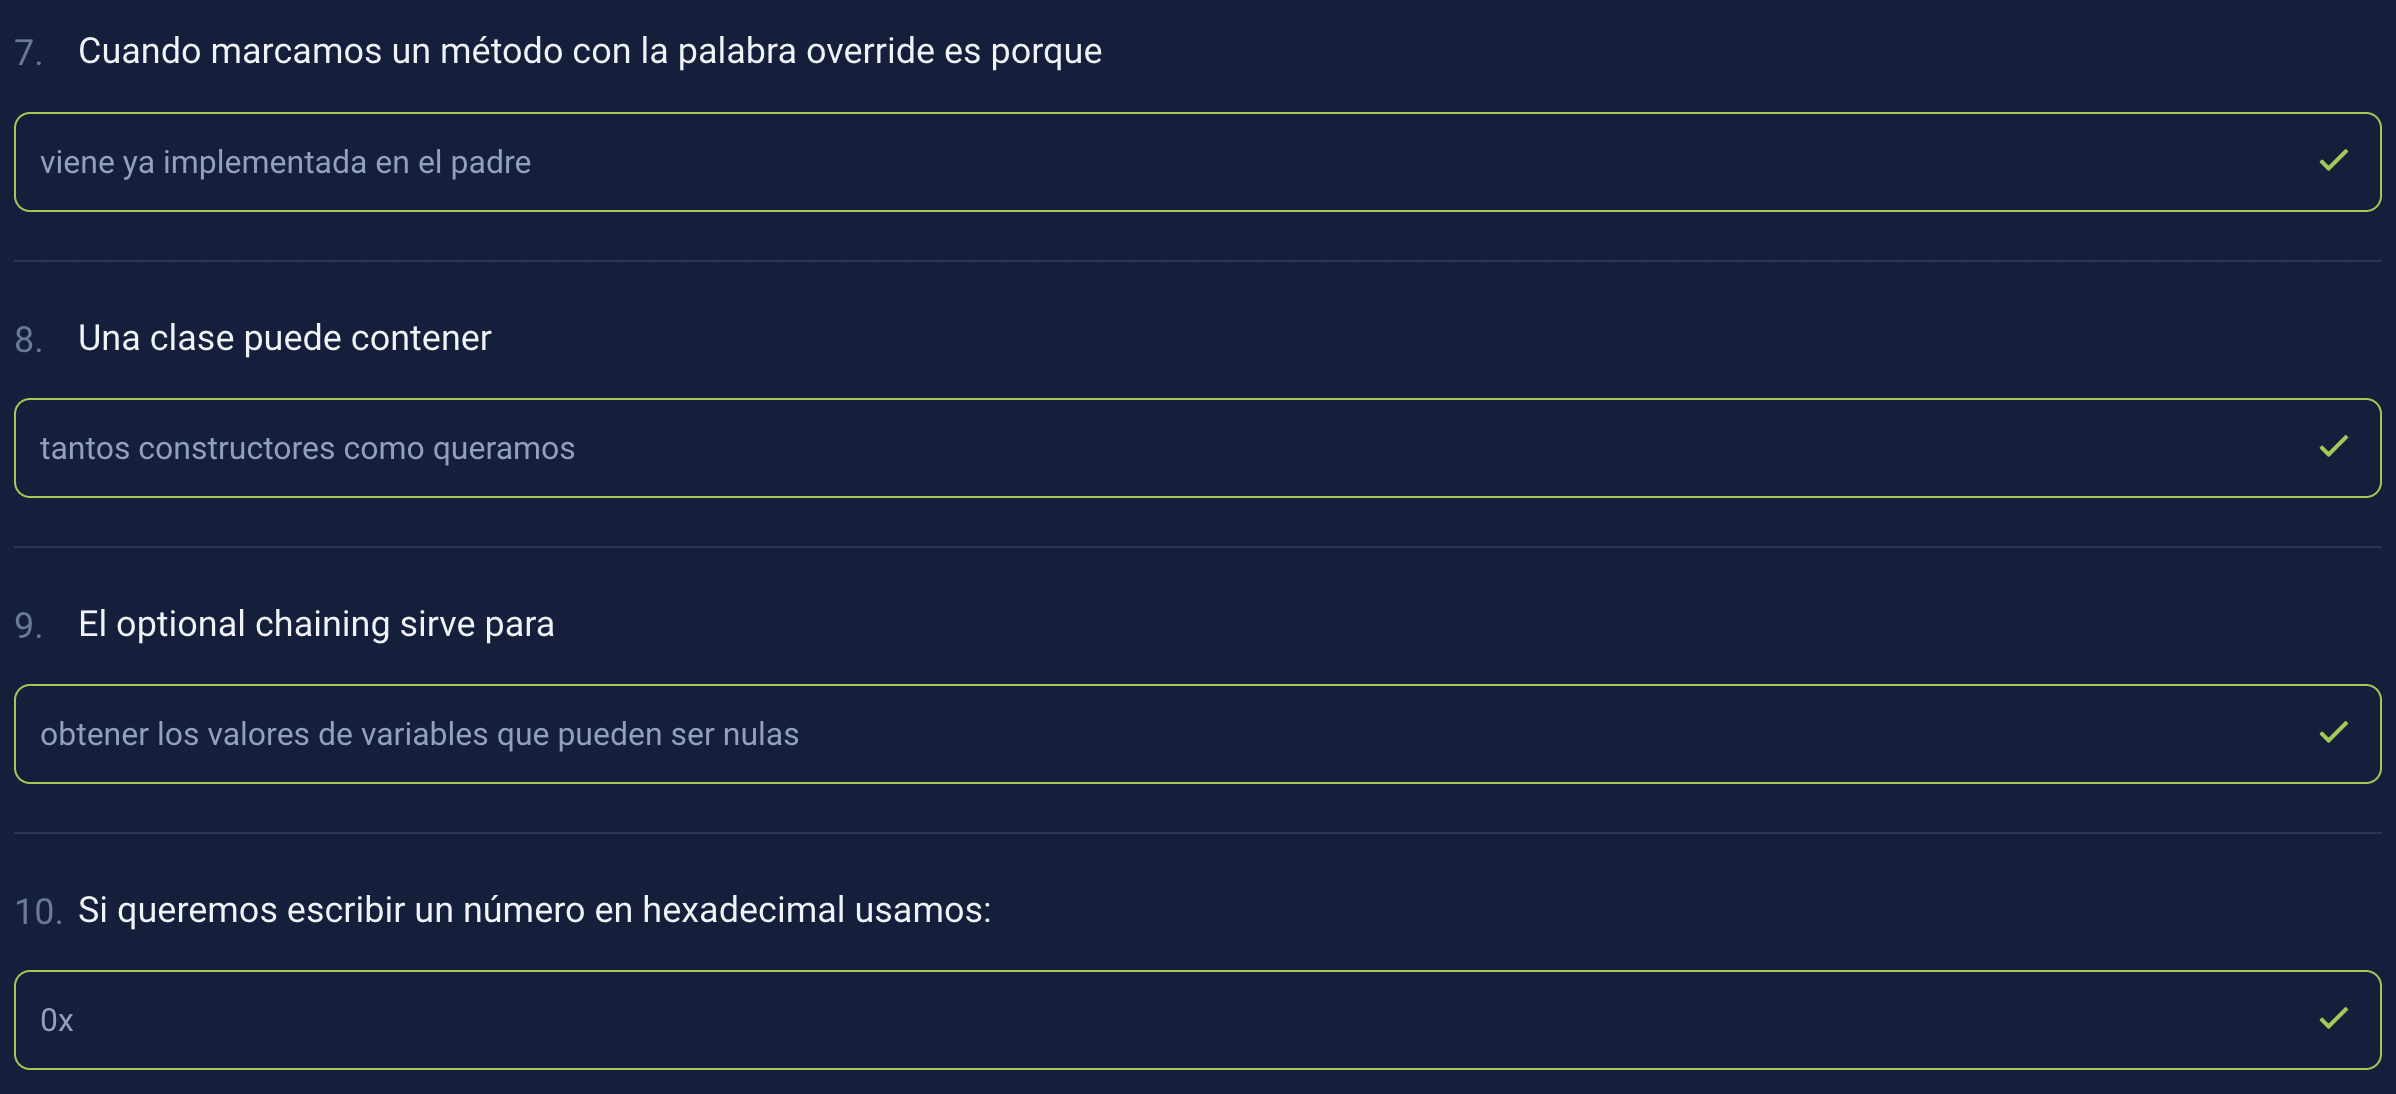 7. Cuando marcamos un método con la palabra override es porque
viene ya implementada en el padre
8. Una clase puede contener
tantos constructores como queramos
9. El optional chaining sirve para
obtener los valores de variables que pueden ser nulas
10. Si queremos escribir un número en hexadecimal usamos:
0x